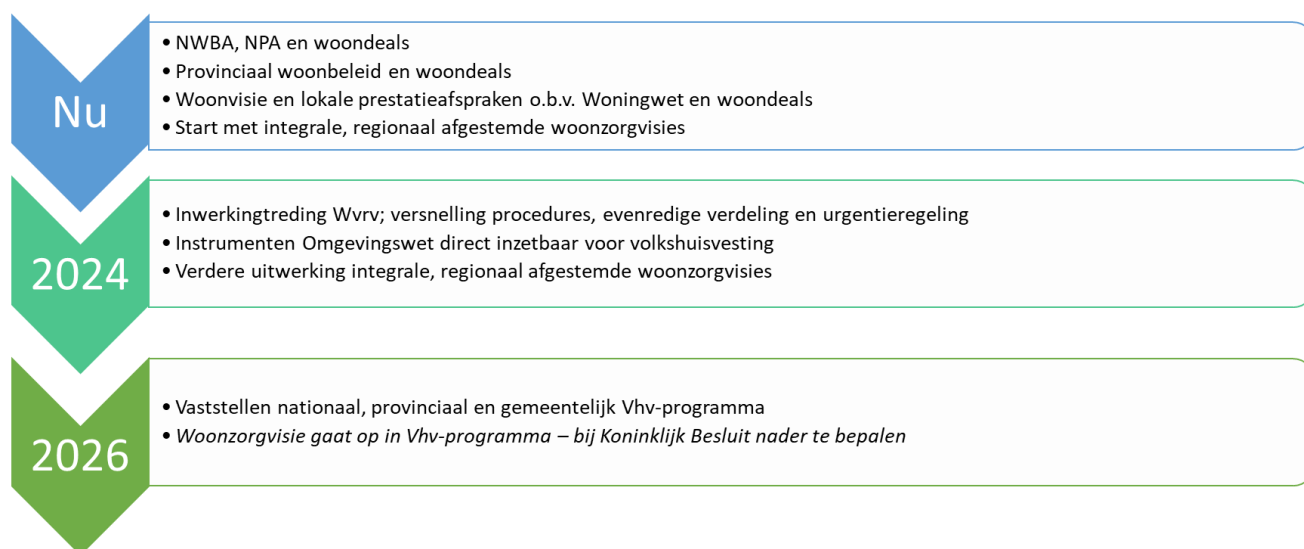 Nu
• NWBA, NPA en woondeals
• Provinciaal woonbeleid en woondeals
• Woonvisie en lokale prestatieafspraken o.b.v. Woningwet en woondeals
• Start met integrale, regionaal afgestemde woonzorgvisies
2024
• Inwerkingtreding Wvrv; versnelling procedures, evenredige verdeling en urgentieregeling
• Instrumenten Omgevingswet direct inzetbaar voor volkshuisvesting
• Verdere uitwerking integrale, regionaal afgestemde woonzorgvisies
2026
• Vaststellen nationaal, provinciaal en gemeentelijk Vhv-programma
• Woonzorgvisie gaat op in Vhv-programma – bij Koninklijk Besluit nader te bepalen